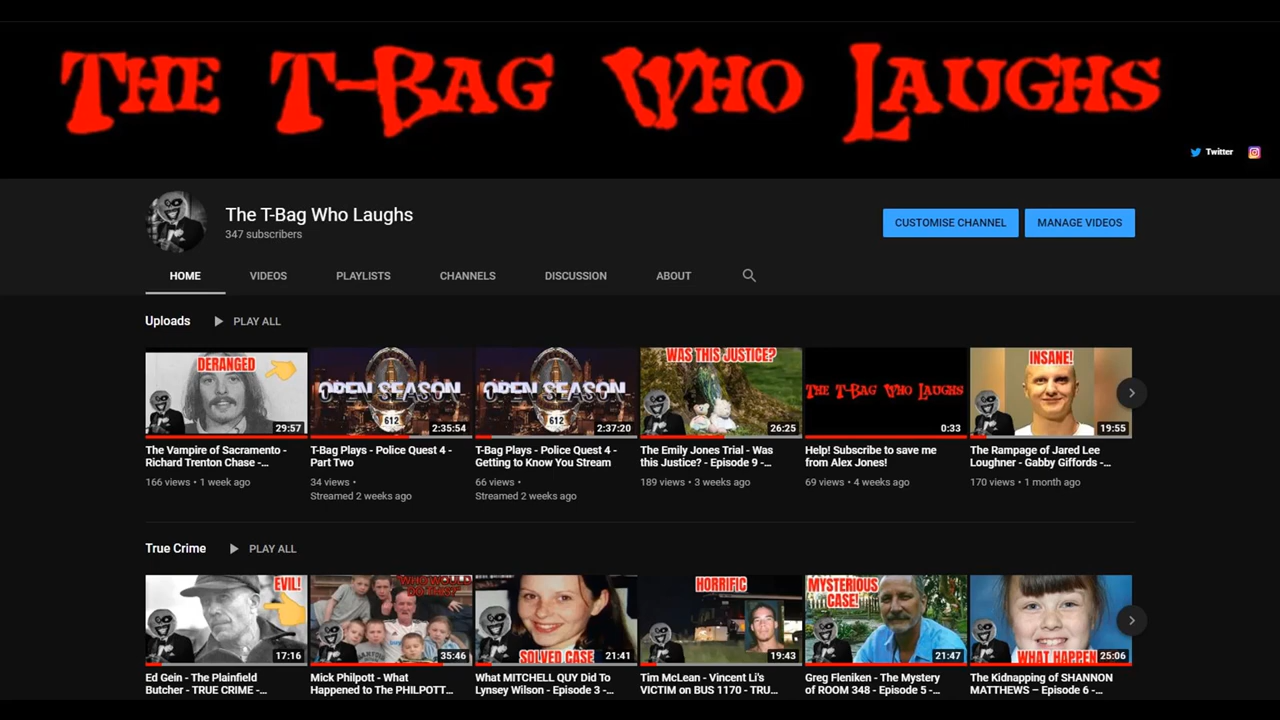 THE T-BAG WHO LAUGHS
Twitter
The T-Bag Who Laughs
347 subscribers
CUSTOMISE CHANNEL
MANAGE VIDEOS
HOME
VIDEOS
PLAYLISTS
CHANNELS
DISCUSSION
ABOUT
Uploads
PLAY ALL
DERANGED
29:57
OPEN SEASON
612
2:35:54
OPEN SEASON
612
2:37:20
WAS THIS JUSTICE?
26:25
THE T-BAG WHO LAUGHS
0:33
INSANE!
19:55
The Vampire of Sacramento -
Richard Trenton Chase -...
166 views • 1 week ago
T-Bag Plays - Police Quest 4 -
Part Two
34 views •
Streamed 2 weeks ago
T-Bag Plays - Police Quest 4 -
Getting to Know You Stream
66 views •
Streamed 2 weeks ago
The Emily Jones Trial - Was
this Justice? - Episode 9 -...
189 views • 3 weeks ago
Help! Subscribe to save me
from Alex Jones!
69 views • 4 weeks ago
The Rampage of Jared Lee
Loughner - Gabby Giffords -...
170 views • 1 month ago
True Crime
PLAY ALL
EVIL!
17:16
WHO WOULD
DO THIS?
35:46
SOLVED CASE
21:41
HORRIFIC
19:43
MYSTERIOUS
CASE!
21:47
WHAT HAPPEN
25:06
Ed Gein - The Plainfield
Butcher - TRUE CRIME -...
Mick Philpott - What
Happened to The PHILPOTT...
What MITCHELL QUY Did To
Lynsey Wilson - Episode 3 -...
Tim McLean - Vincent Li's
VICTIM on BUS 1170 - TRU...
Greg Fleniken - The Mystery
of ROOM 348 - Episode 5 -...
The Kidnapping of SHANNON
MATTHEWS – Episode 6 -...